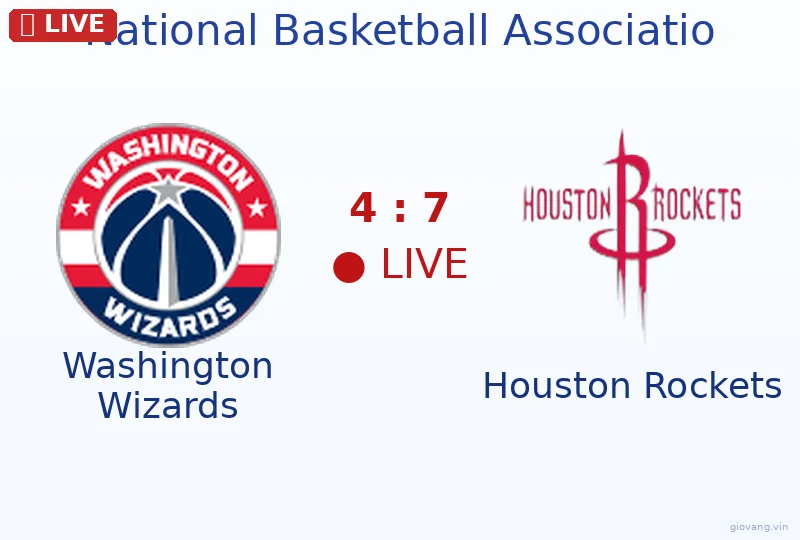 LIVE
National Basketball Associatio
WASHINGTON
WIZARDS
HOUSTON ROCKETS
4 : 7
● LIVE
Washington
Wizards
Houston Rockets
giovang.vin